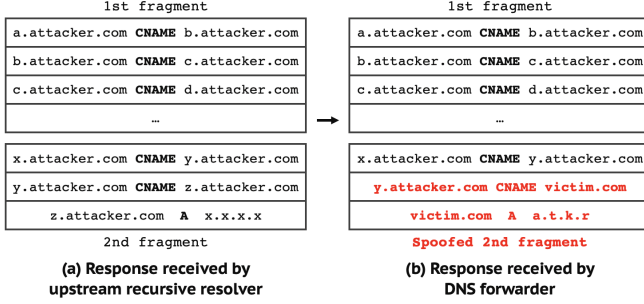 1st fragment
a.attacker.com CNAME b.attacker.com
b.attacker.com CNAME c.attacker.com
c.attacker.com CNAME d.attacker.com
…
x.attacker.com CNAME y.attacker.com
y.attacker.com CNAME z.attacker.com
z.attacker.com A x.x.x.x
2nd fragment
(a) Response received by
upstream recursive resolver
1st fragment
a.attacker.com CNAME b.attacker.com
b.attacker.com CNAME c.attacker.com
c.attacker.com CNAME d.attacker.com
…
x.attacker.com CNAME y.attacker.com
y.attacker.com CNAME victim.com
victim.com A a.t.k.r
Spoofed 2nd fragment
(b) Response received by
DNS forwarder